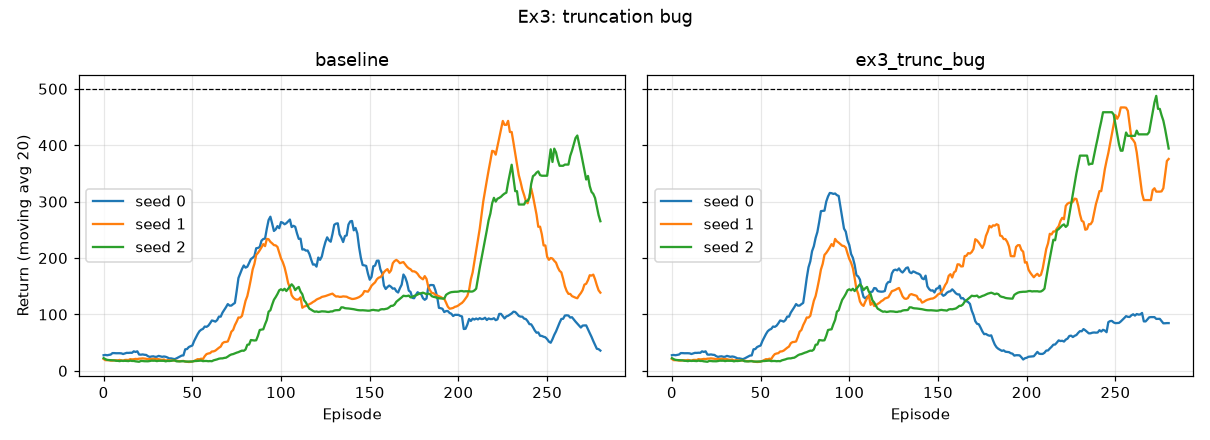 Ex3: truncation bug
baseline
Return (moving avg 20)
500
400
300
200
100
0
seed 0
seed 1
seed 2
0 50 100 150 200 250
Episode
ex3_trunc_bug
seed 0
seed 1
seed 2
0 50 100 150 200 250
Episode